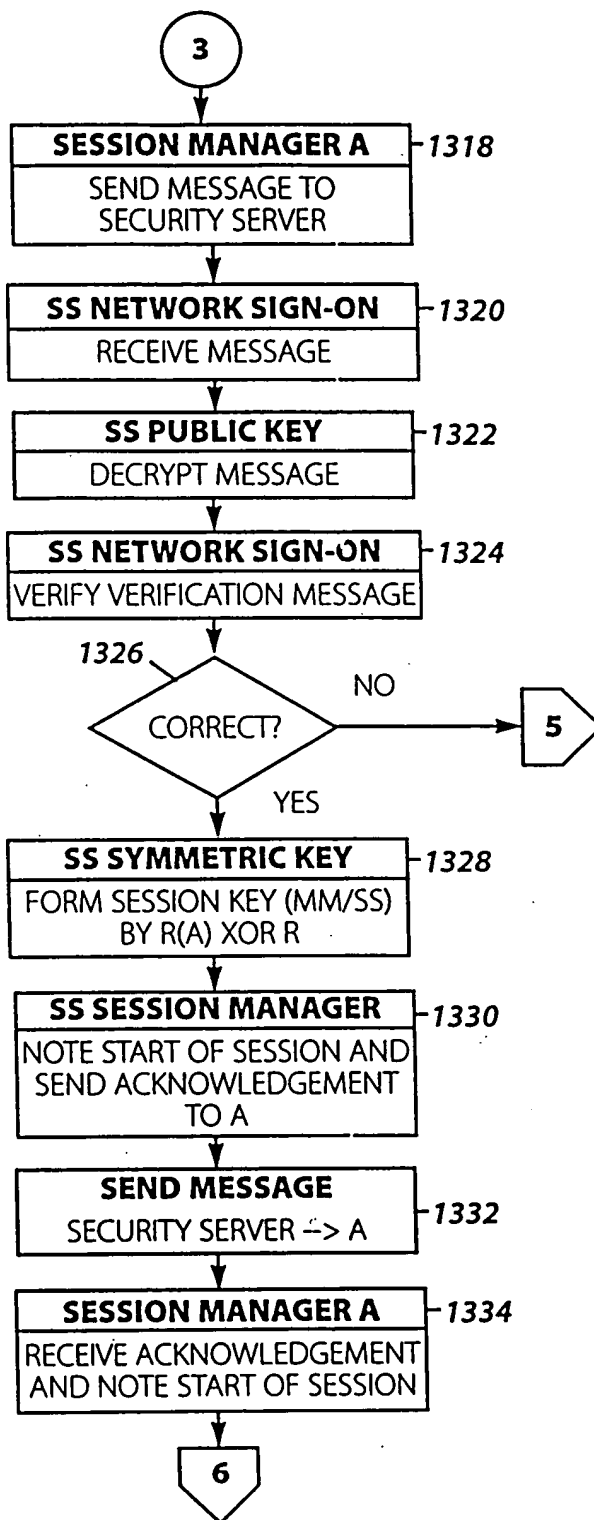 3
SESSION MANAGER A
1318
SEND MESSAGE TO
SECURITY SERVER
SS NETWORK SIGN-ON
1320
RECEIVE MESSAGE
SS PUBLIC KEY
1322
DECRYPT MESSAGE
SS NETWORK SIGN-ON
1324
VERIFY VERIFICATION MESSAGE
1326
CORRECT?
NO
5
YES
SS SYMMETRIC KEY
1328
FORM SESSION KEY (MM/SS)
BY R(A) XOR R
SS SESSION MANAGER
1330
NOTE START OF SESSION AND
SEND ACKNOWLEDGEMENT
TO A
SEND MESSAGE
1332
SECURITY SERVER --> A
SESSION MANAGER A
1334
RECEIVE ACKNOWLEDGEMENT
AND NOTE START OF SESSION
6